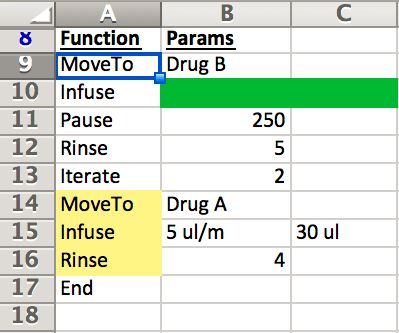 A B C
8 Function Params
9 MoveTo Drug B
10 Infuse
11 Pause 250
12 Rinse 5
13 Iterate 2
14 MoveTo Drug A
15 Infuse 5 ul/m 30 ul
16 Rinse 4
17 End
18